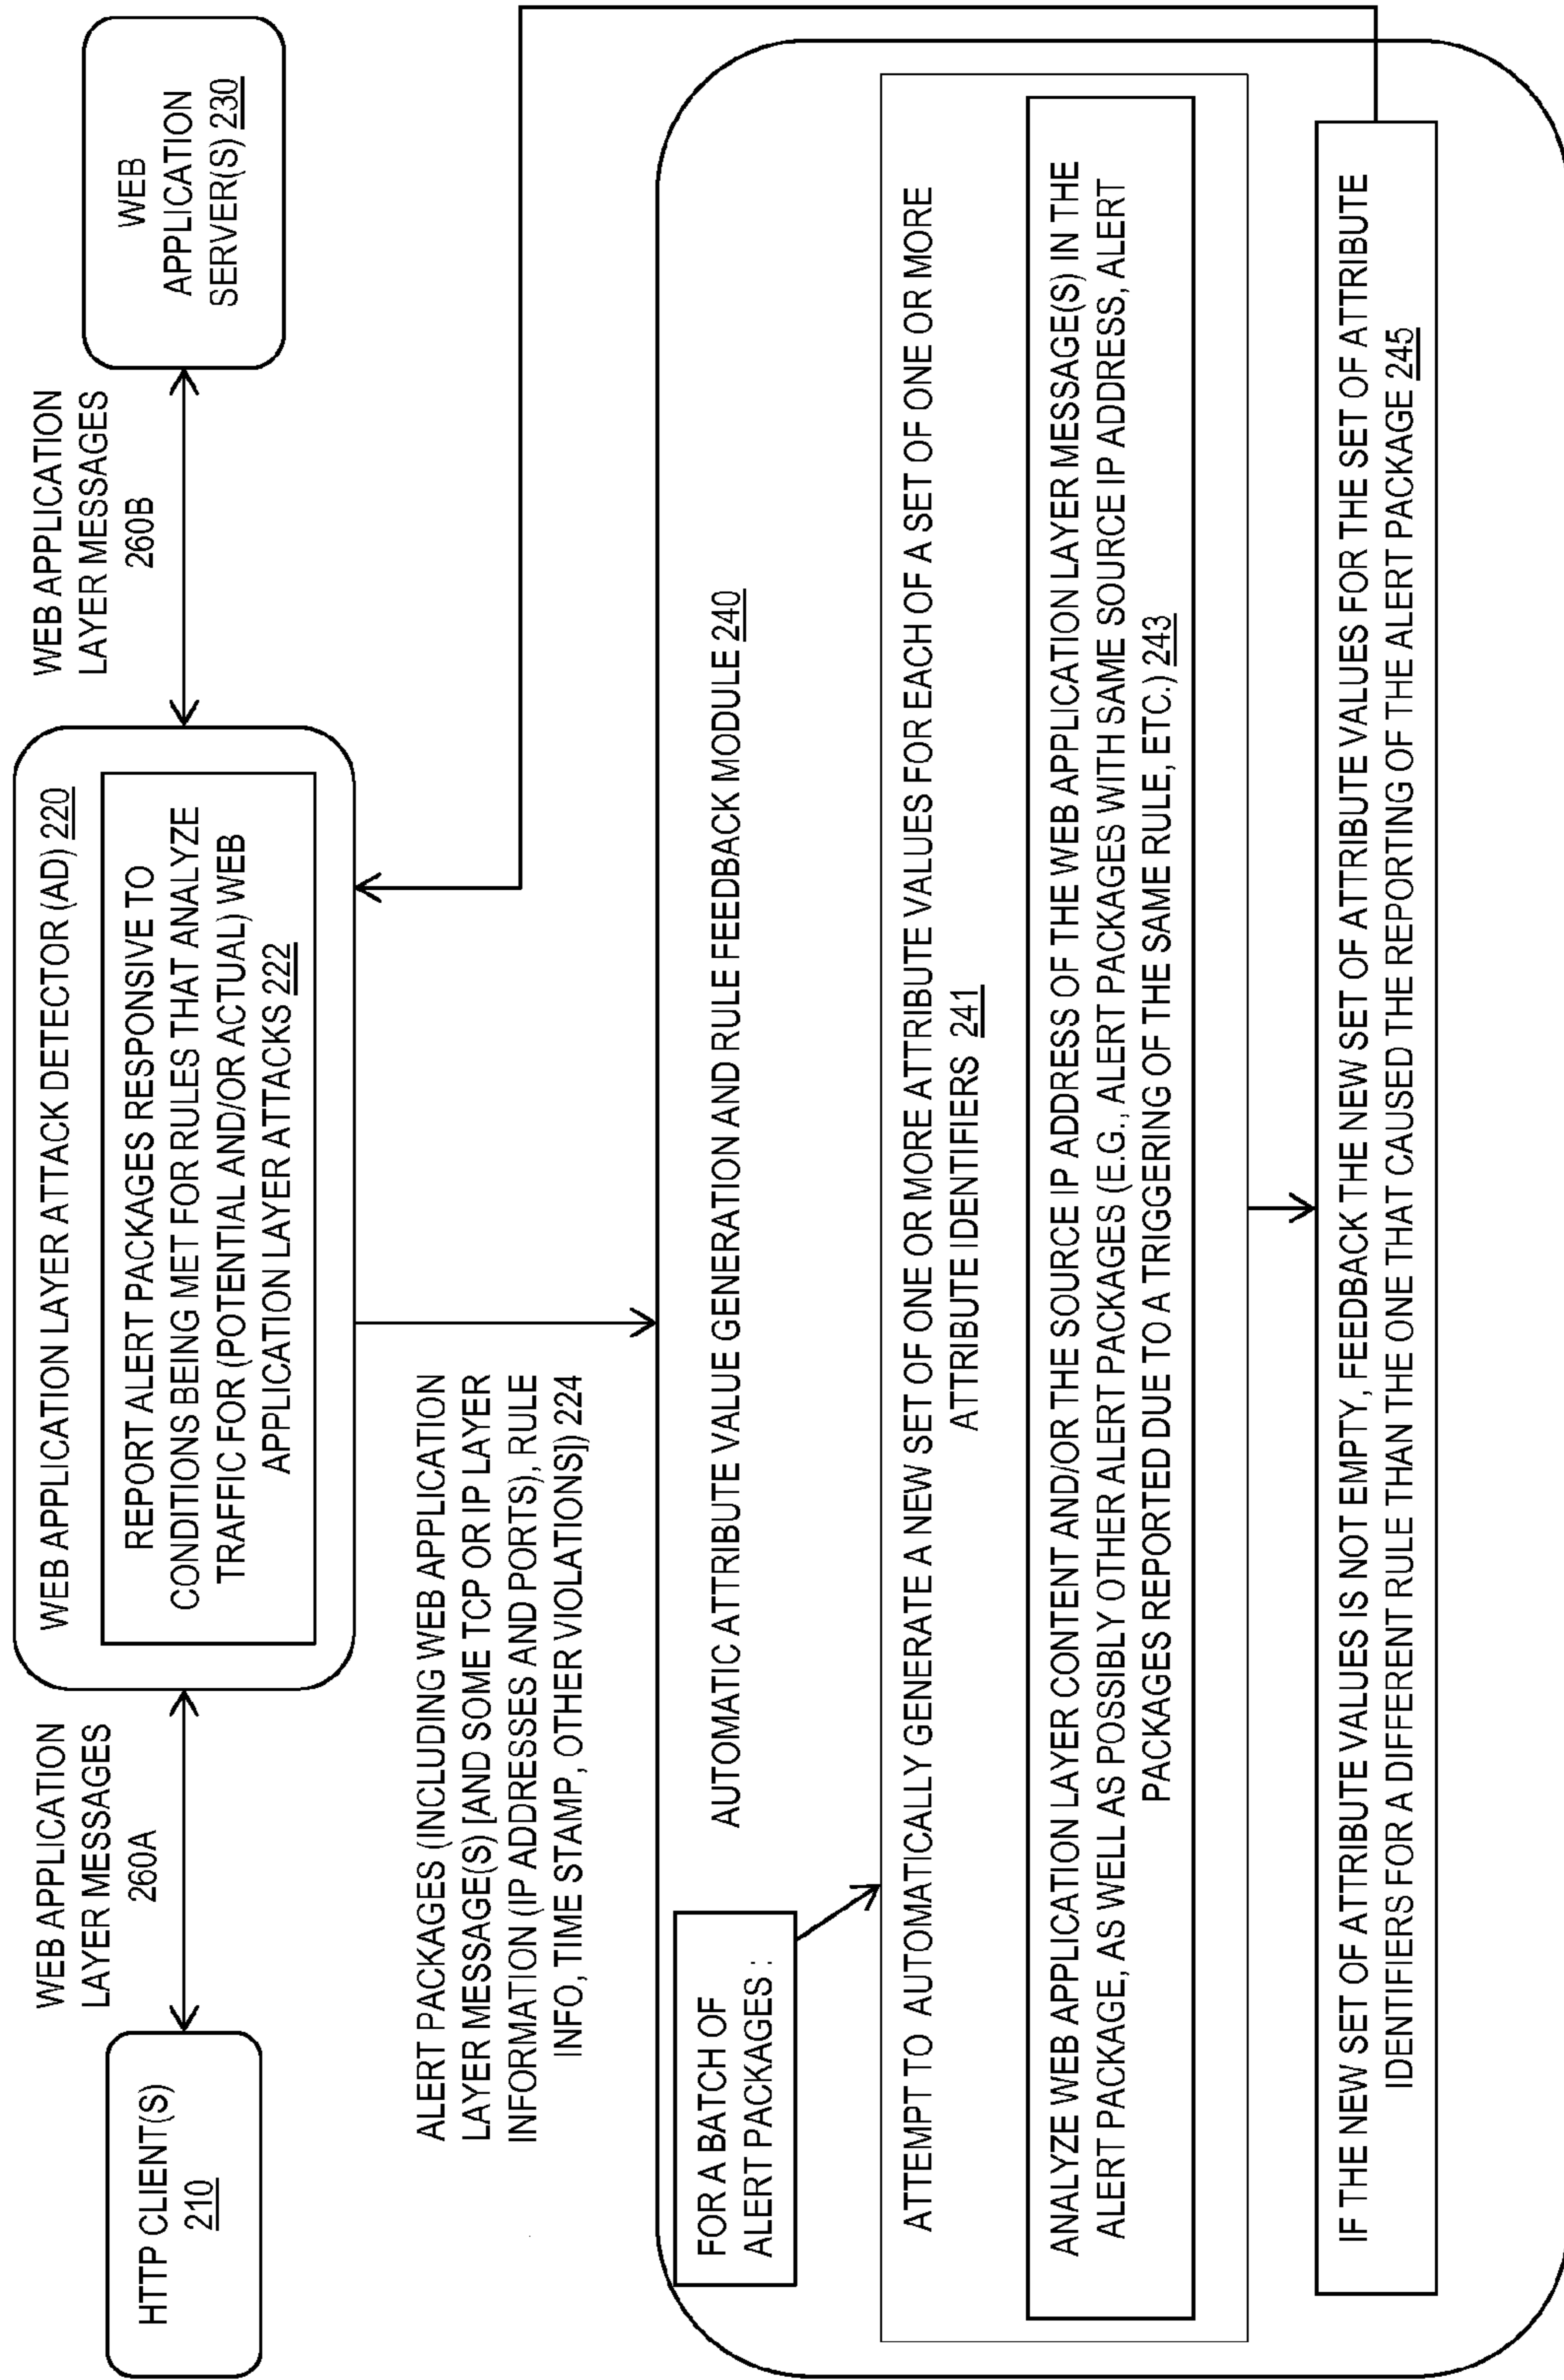 HTTP CLIENT(S)
210
WEB APPLICATION
LAYER MESSAGES
260A
WEB APPLICATION LAYER ATTACK DETECTOR (AD) 220
REPORT ALERT PACKAGES RESPONSIVE TO
CONDITIONS BEING MET FOR RULES THAT ANALYZE
TRAFFIC FOR (POTENTIAL AND/OR ACTUAL) WEB
APPLICATION LAYER ATTACKS 222
WEB APPLICATION
LAYER MESSAGES
260B
WEB
APPLICATION
SERVER(S) 230
ALERT PACKAGES (INCLUDING WEB APPLICATION
LAYER MESSAGE(S) [AND SOME TCP OR IP LAYER
INFORMATION (IP ADDRESSES AND PORTS), RULE
INFO, TIME STAMP, OTHER VIOLATIONS]) 224
AUTOMATIC ATTRIBUTE VALUE GENERATION AND RULE FEEDBACK MODULE 240
FOR A BATCH OF
ALERT PACKAGES :
ATTEMPT TO AUTOMATICALLY GENERATE A NEW SET OF ONE OR MORE ATTRIBUTE VALUES FOR EACH OF A SET OF ONE OR MORE
ATTRIBUTE IDENTIFIERS 241
ANALYZE WEB APPLICATION LAYER CONTENT AND/OR THE SOURCE IP ADDRESS OF THE WEB APPLICATION LAYER MESSAGE(S) IN THE
ALERT PACKAGE, AS WELL AS POSSIBLY OTHER ALERT PACKAGES (E.G., ALERT PACKAGES WITH SAME SOURCE IP ADDRESS, ALERT
PACKAGES REPORTED DUE TO A TRIGGERING OF THE SAME RULE, ETC.) 243
IF THE NEW SET OF ATTRIBUTE VALUES IS NOT EMPTY, FEEDBACK THE NEW SET OF ATTRIBUTE VALUES FOR THE SET OF ATTRIBUTE
IDENTIFIERS FOR A DIFFERENT RULE THAN THE ONE THAT CAUSED THE REPORTING OF THE ALERT PACKAGE 245